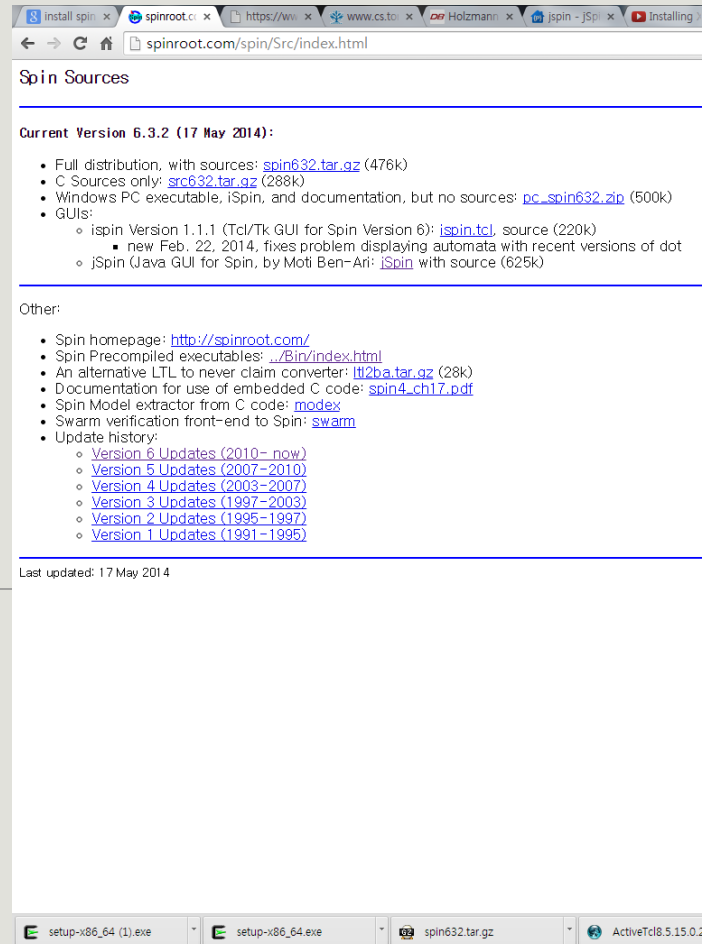 install spin
spinroot.c
https://ww
www.cs.to
Holzmann
jspin - jSpi
Installing
spinroot.com/spin/Src/index.html
Spin Sources
Current Version 6.3.2 (17 May 2014):
Full distribution, with sources: spin632.tar.gz (476k)
C Sources only: src632.tar.gz (288k)
Windows PC executable, iSpin, and documentation, but no sources: pc_spin632.zip (500k)
GUIs:
ispin Version 1.1.1 (Tcl/Tk GUI for Spin Version 6): ispin.tcl, source (220k)
new Feb. 22, 2014, fixes problem displaying automata with recent versions of dot
jSpin (Java GUI for Spin, by Moti Ben-Ari: jSpin with source (625k)
Other:
Spin homepage: http://spinroot.com/
Spin Precompiled executables: ../Bin/index.html
An alternative LTL to never claim converter: ltl2ba.tar.gz (28k)
Documentation for use of embedded C code: spin4_ch17.pdf
Spin Model extractor from C code: modex
Swarm verification front-end to Spin: swarm
Update history:
Version 6 Updates (2010- now)
Version 5 Updates (2007-2010)
Version 4 Updates (2003-2007)
Version 3 Updates (1997-2003)
Version 2 Updates (1995-1997)
Version 1 Updates (1991-1995)
Last updated: 17 May 2014
setup-x86_64 (1).exe
setup-x86_64.exe
spin632.tar.gz
ActiveTcl8.5.15.0.2